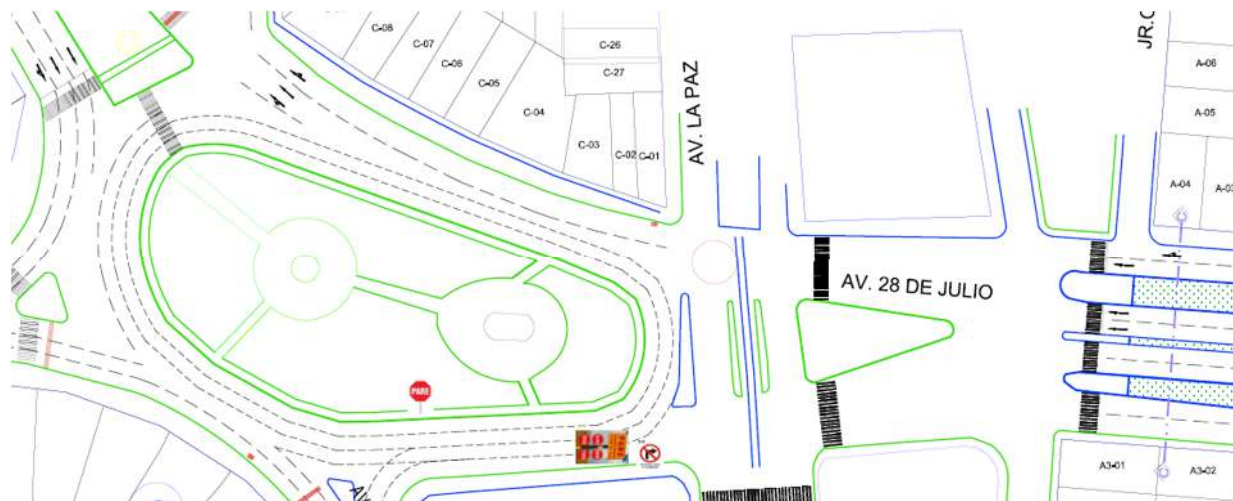 C-08
C-07
C-06
C-05
C-04
C-03
C-02
C-01
C-26
C-27
AV. LA PAZ
AV. 28 DE JULIO
A-06
A-05
A-04
A-03
PARE
A3-01
A3-02